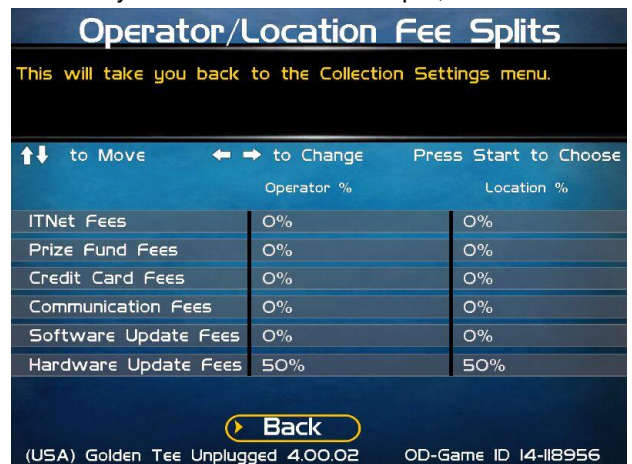 Operator/Location Fee Splits
This will take you back to the Collection Settings menu.
to Move to Change Press Start to Choose
Operator % Location %
ITNet Fees 0% 0%
Prize Fund Fees 0% 0%
Credit Card Fees 0% 0%
Communication Fees 0% 0%
Software Update Fees 0% 0%
Hardware Update Fees 50% 50%
Back
(USA) Golden Tee Unplugged 4.00.02 OD-Game ID 14-118956